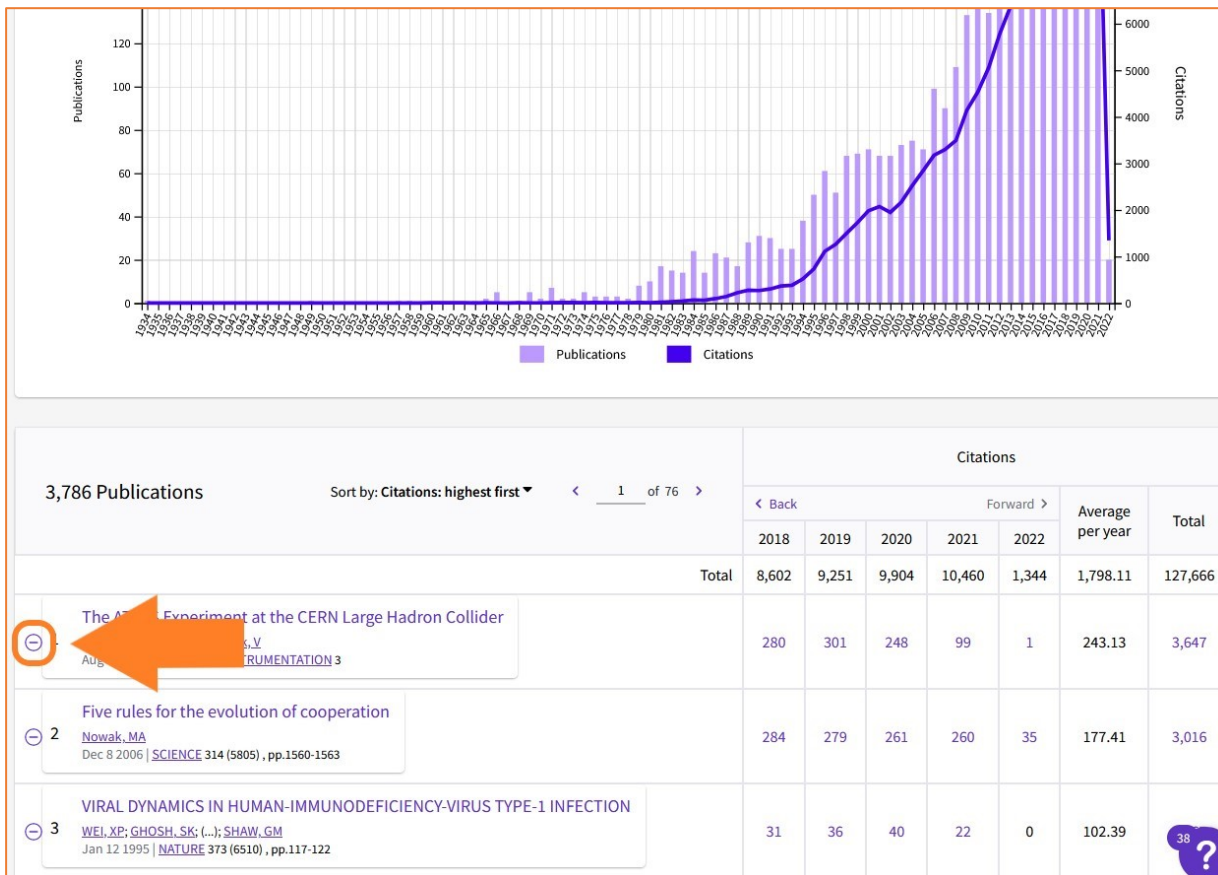 120
100
80
60
40
20
0
Publications
6000
5000
4000
3000
2000
1000
0
Citations
1934 1935 1936 1937 1938 1939 1940 1941 1942 1943 1944 1945 1946 1947 1948 1949 1950 1951 1952 1953 1954 1955 1956 1957 1958 1959 1960 1961 1962 1963 1964 1965 1966 1967 1968 1969 1970 1971 1972 1973 1974 1975 1976 1977 1978 1979 1980 1981 1982 1983 1984 1985 1986 1987 1988 1989 1990 1991 1992 1993 1994 1995 1996 1997 1998 1999 2000 2001 2002 2003 2004 2005 2006 2007 2008 2009 2010 2011 2012 2013 2014 2015 2016 2017 2018 2019 2020 2021 2022
Publications Citations
Citations
3,786 Publications Sort by: Citations: highest first < 1 of 76 >
< Back Forward > Average per year Total
2018 2019 2020 2021 2022
Total 8,602 9,251 9,904 10,460 1,344 1,798.11 127,666
The Experiment at the CERN Large Hadron Collider
V
280 301 248 99 1 243.13 3,647
TRUMENTATION 3
Five rules for the evolution of cooperation
2 Nowak, MA 284 279 261 260 35 177.41 3,016
Dec 8 2006 | SCIENCE 314 (5805) , pp.1560-1563
VIRAL DYNAMICS IN HUMAN-IMMUNODEFICIENCY-VIRUS TYPE-1 INFECTION
3 WEI, XP; GHOSH, SK; (...); SHAW, GM 31 36 40 22 0 102.39
Jan 12 1995 | NATURE 373 (6510) , pp.117-122
38
?